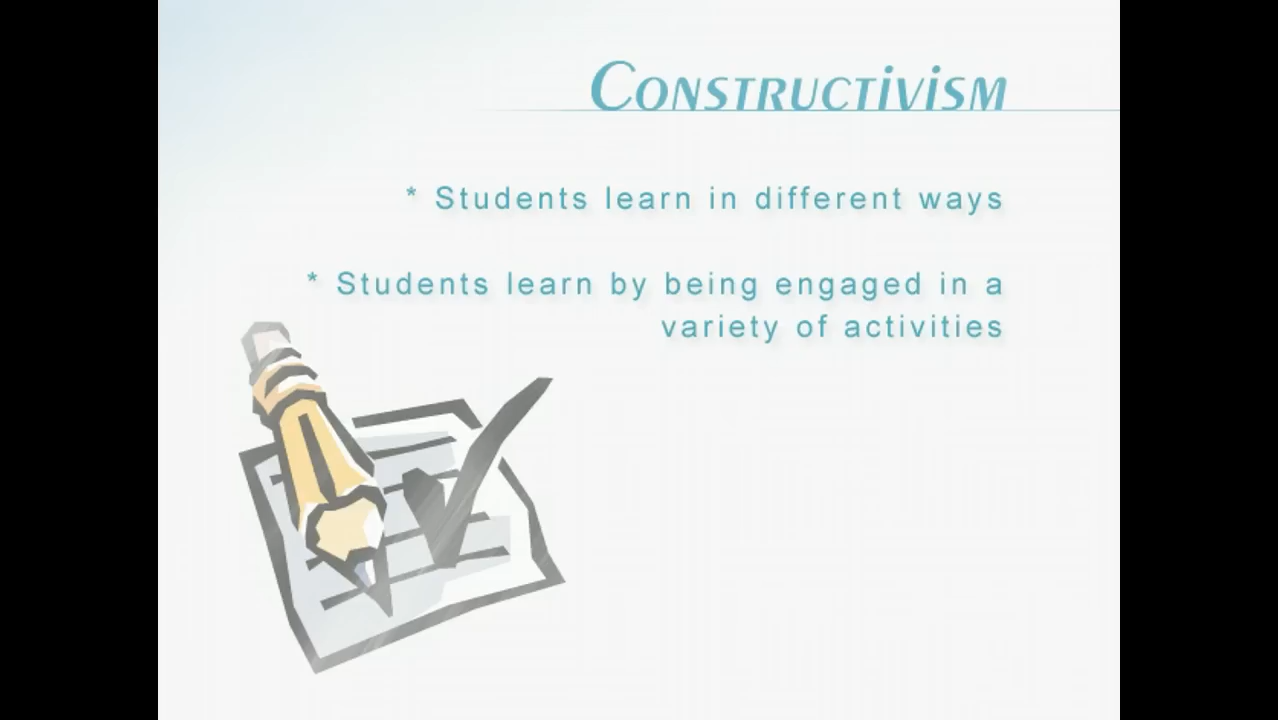 Constructivism
* Students learn in different ways
* Students learn by being engaged in a
variety of activities